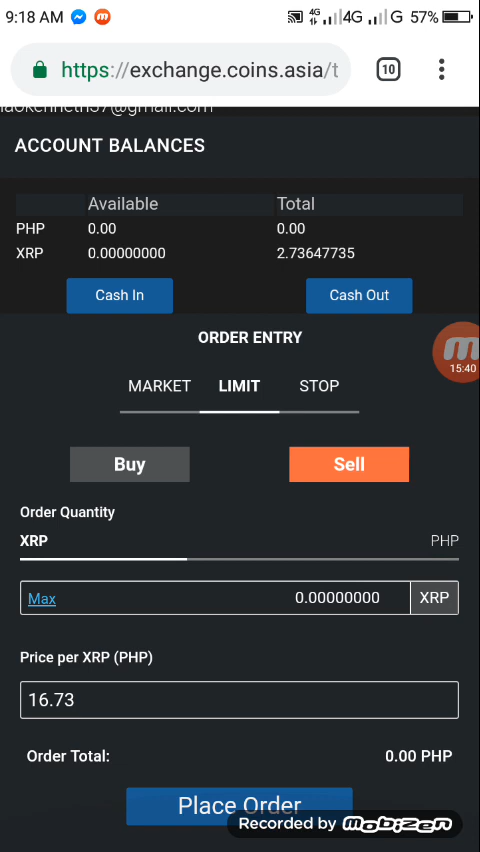 9:18 AM 4G 4G G 57%
https://exchange.coins.asia/t 10
ACCOUNT BALANCES
Available Total
PHP 0.00 0.00
XRP 0.00000000 2.73647735
Cash In Cash Out
ORDER ENTRY
15:40
MARKET LIMIT STOP
Buy Sell
Order Quantity
XRP PHP
Max 0.00000000 XRP
Price per XRP (PHP)
16.73
Order Total: 0.00 PHP
Place Order
Recorded by mobizen